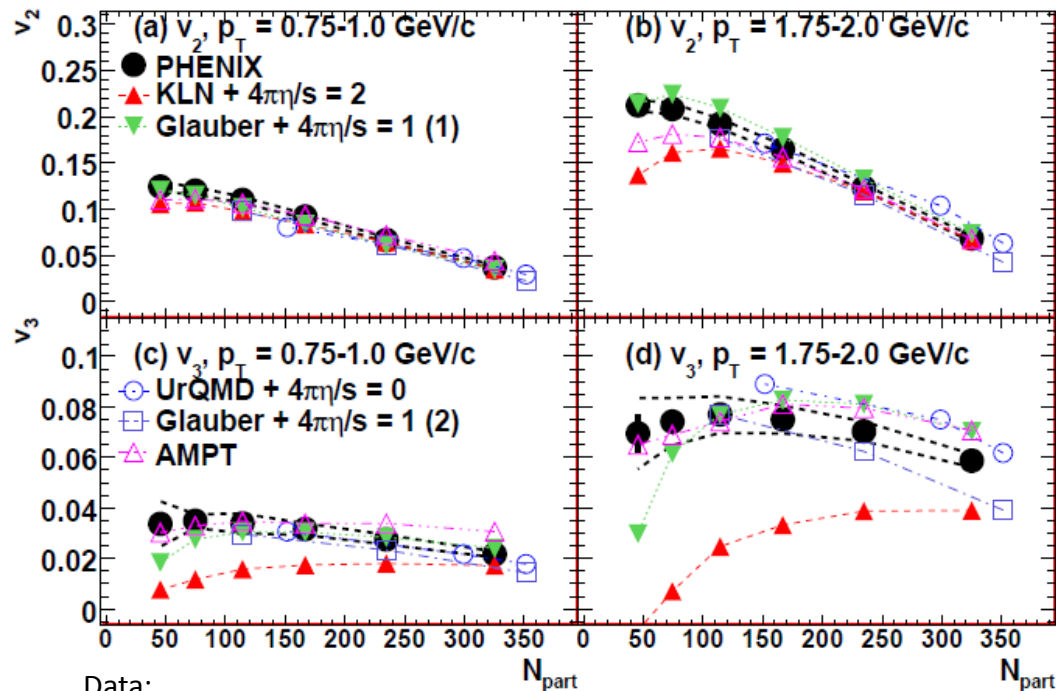 v2
0.3
0.25
0.2
0.15
0.1
0.05
0
(a) v2, pT = 0.75-1.0 GeV/c
PHENIX
KLN + 4πη/s = 2
Glauber + 4πη/s = 1 (1)
(b) v2, pT = 1.75-2.0 GeV/c
v3
0.1
0.08
0.06
0.04
0.02
0
(c) v3, pT = 0.75-1.0 GeV/c
UrQMD + 4πη/s = 0
Glauber + 4πη/s = 1 (2)
AMPT
(d) v3, pT = 1.75-2.0 GeV/c
0 50 100 150 200 250 300 350
0 50 100 150 200 250 300 350
Npart
Npart
Data: